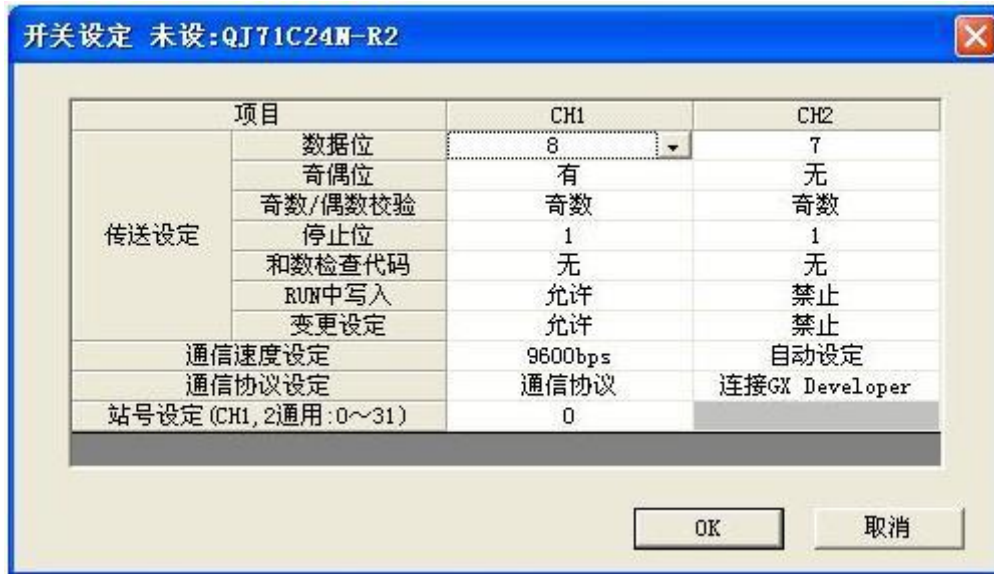 开关设定 未设:QJ71C24N-R2
项目 CH1 CH2
数据位 8 7
奇偶位 有 无
奇数/偶数校验 奇数 奇数
传送设定 停止位 1 1
和数检查代码 无 无
RUN中写入 允许 禁止
变更设定 允许 禁止
通信速度设定 9600bps 自动设定
通信协议设定 通信协议 连接GX Developer
站号设定(CH1,2通用:0～31) 0
OK 取消